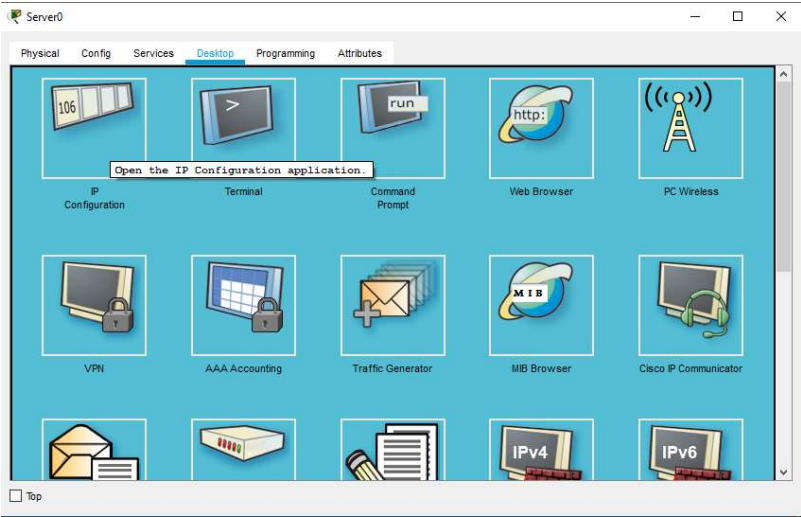 Server0
Physical Config Services Desktop Programming Attributes
106
>
run
http:
Open the IP Configuration application.
IP
Configuration
Terminal
Command
Prompt
Web Browser
PC Wireless
MIB
VPN
AAA Accounting
Traffic Generator
MIB Browser
Cisco IP Communicator
IPv4
IPv6
Top